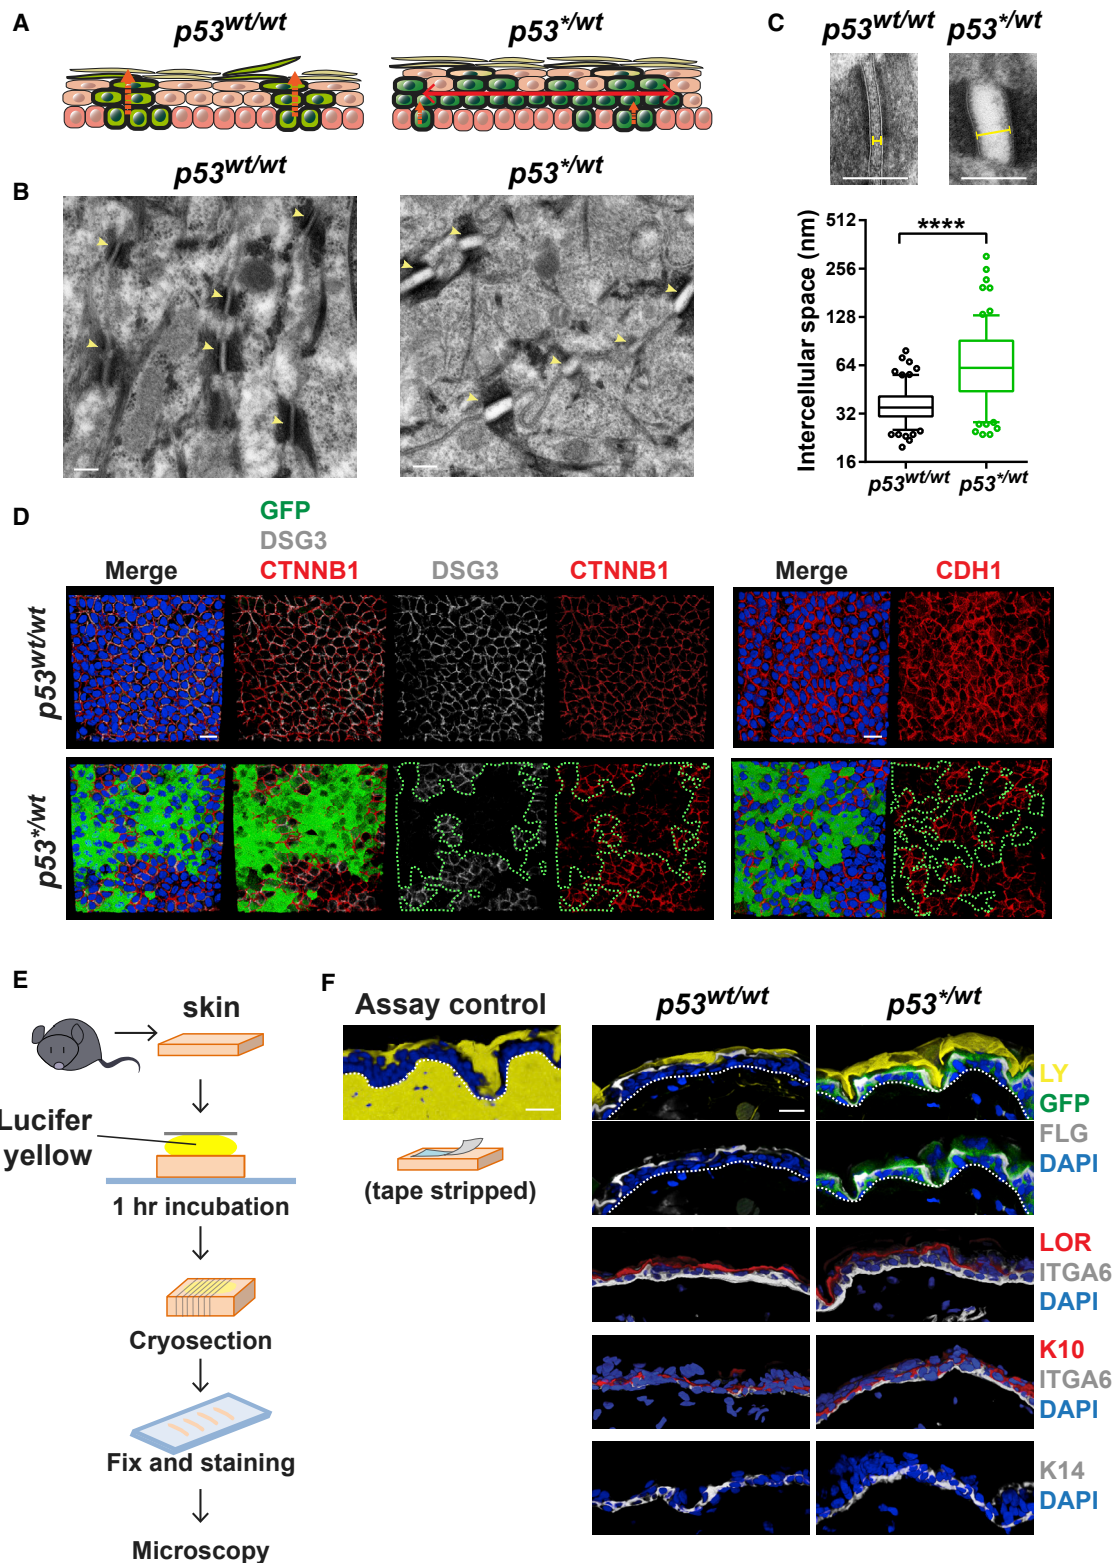 A
p53wt/wt
p53*/wt
C
p53wt/wt
p53*/wt
B
p53wt/wt
p53*/wt
Intercellular space (nm)
512
256
128
64
32
16
****
p53wt/wt
p53*/wt
D
GFP
DSG3
Merge
CTNNB1
DSG3
CTNNB1
Merge
CDH1
p53wt/wt
p53*/wt
E
skin
Lucifer
yellow
1 hr incubation
Cryosection
Fix and staining
Microscopy
F
Assay control
(tape stripped)
p53wt/wt
p53*/wt
LY
GFP
FLG
DAPI
LOR
ITGA6
DAPI
K10
ITGA6
DAPI
K14
DAPI